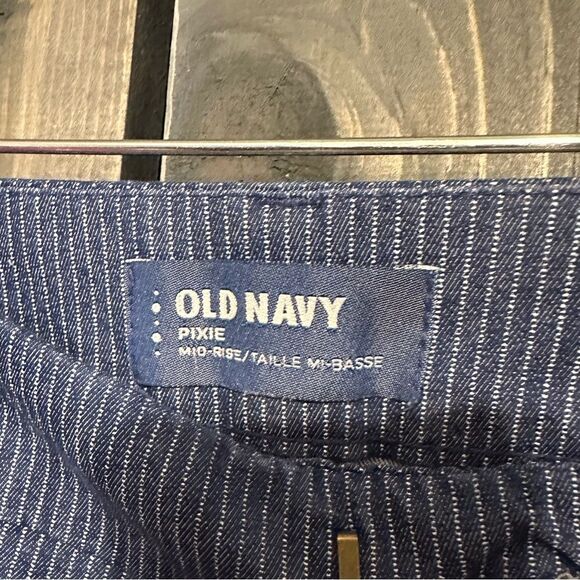 OLD NAVY
PIXIE
MID-RISE/TAILLE MI-BASSE